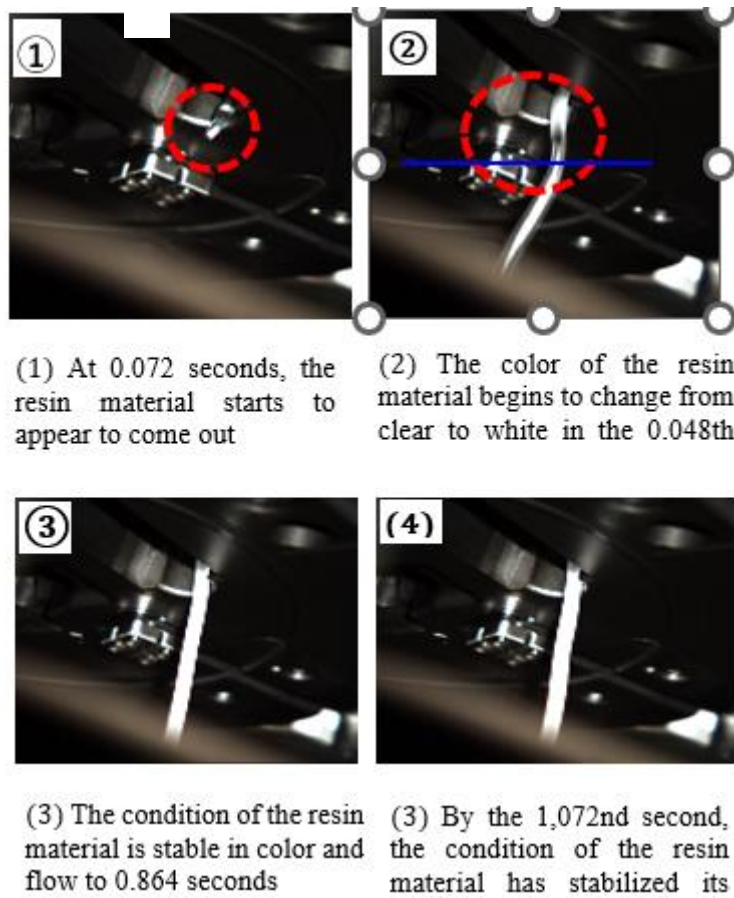 ①
②
(1) At 0.072 seconds, the
resin material starts to
appear to come out
(2) The color of the resin
material begins to change from
clear to white in the 0.048th
③
(4)
(3) The condition of the resin
material is stable in color and
flow to 0.864 seconds
(3) By the 1,072nd second,
the condition of the resin
material has stabilized its